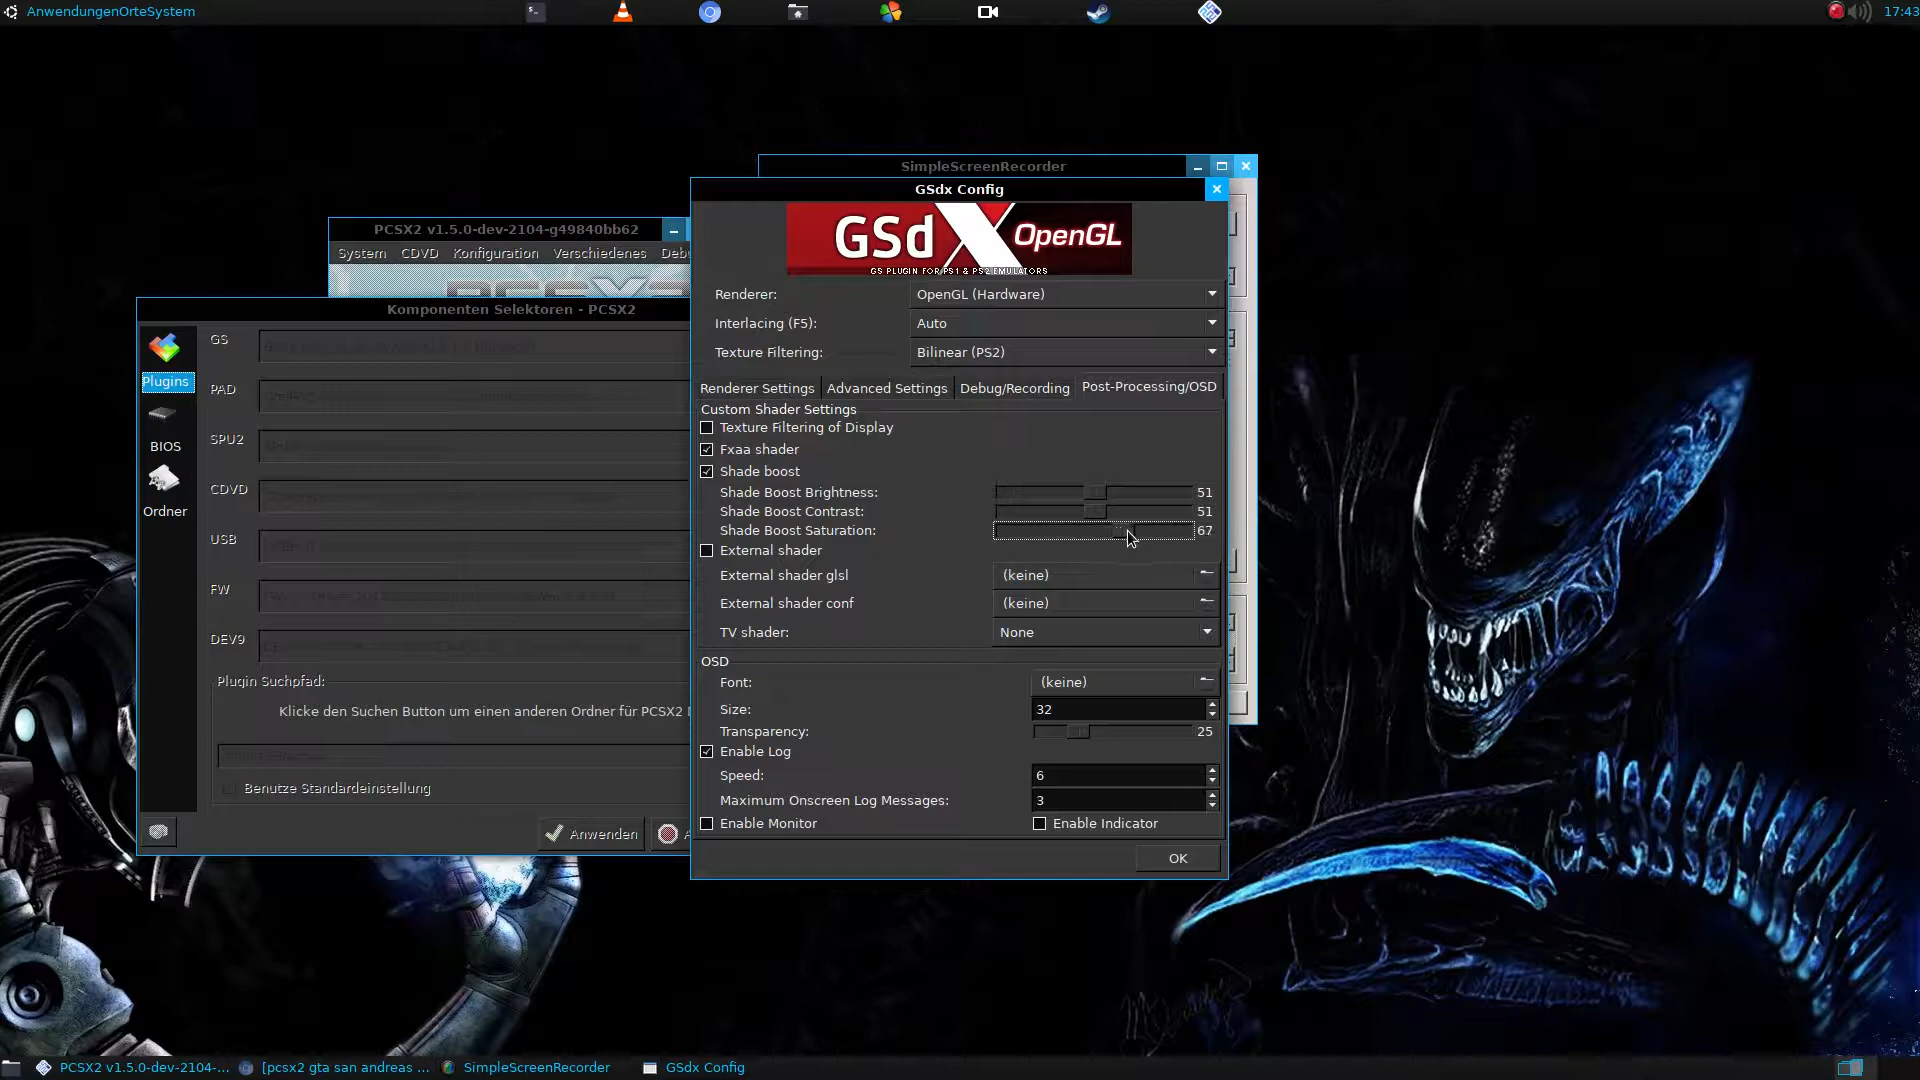 AnwendungenOrteSystem
17:43
SimpleScreenRecorder
GSdx Config
GSdX OpenGL
GS PLUGIN FOR PS1 & PS2 EMULATORS
PCSX2 v1.5.0-dev-2104-g49840bb62
System CDVD Konfiguration Verschiedenes Debu
Komponenten Selektoren - PCSX2
Plugins
BIOS
Ordner
GS
PAD
SPU2
CDVD
USB
FW
DEV9
Plugin Suchpfad:
Klicke den Suchen Button um einen anderen Ordner für PCSX2
Benutze Standardeinstellung
Anwenden
Renderer: OpenGL (Hardware)
Interlacing (F5): Auto
Texture Filtering: Bilinear (PS2)
Renderer Settings Advanced Settings Debug/Recording Post-Processing/OSD
Custom Shader Settings
Texture Filtering of Display
Fxaa shader
Shade boost
Shade Boost Brightness: 51
Shade Boost Contrast: 51
Shade Boost Saturation: 67
External shader
External shader glsl (keine)
External shader conf (keine)
TV shader: None
OSD
Font: (keine)
Size: 32
Transparency: 25
Enable Log
Speed: 6
Maximum Onscreen Log Messages: 3
Enable Monitor Enable Indicator
OK
PCSX2 v1.5.0-dev-2104-... [pcsx2 gta san andreas ... SimpleScreenRecorder GSdx Config